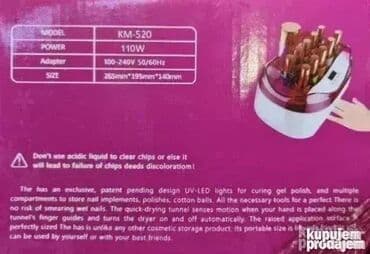 MODEL KM-S20
POWER 110W
Adapter 100-240V 50/60Hz
SIZE 265mm*195mm*140mm
Don't use acidic liquid to clear chips or else it
will lead to failure of chips deads discoloration!
The has an exclusive, patent pending design UV-LED lights for curing gel polish, and multiple
compartments to store nail implements, polishes, cotton balls. All the necessary tools for a perfect There is
no risk of smearing wet nails. The quick-drying tunnel senses motion when your hand is placed along the
tunnel's finger guides and turns the dryer on and off automatically. The raised application surface
perfectly sized The has is unlike any other cosmetic storage product: its portable size is
can be used by yourself or with your best friends.
kupujem
prodajem